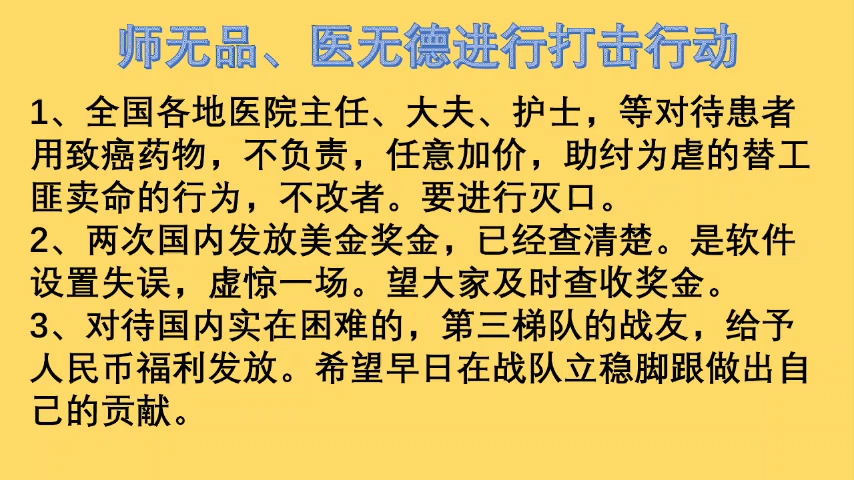 师无品、医无德进行打击行动
1、全国各地医院主任、大夫、护士，等对待患者
用致癌药物，不负责，任意加价，助纣为虐的替工
匪卖命的行为，不改者。要进行灭口。
2、两次国内发放美金奖金，已经查清楚。是软件
设置失误，虚惊一场。望大家及时查收奖金。
3、对待国内实在困难的，第三梯队的战友，给予
人民币福利发放。希望早日在战队立稳脚跟做出自
己的贡献。